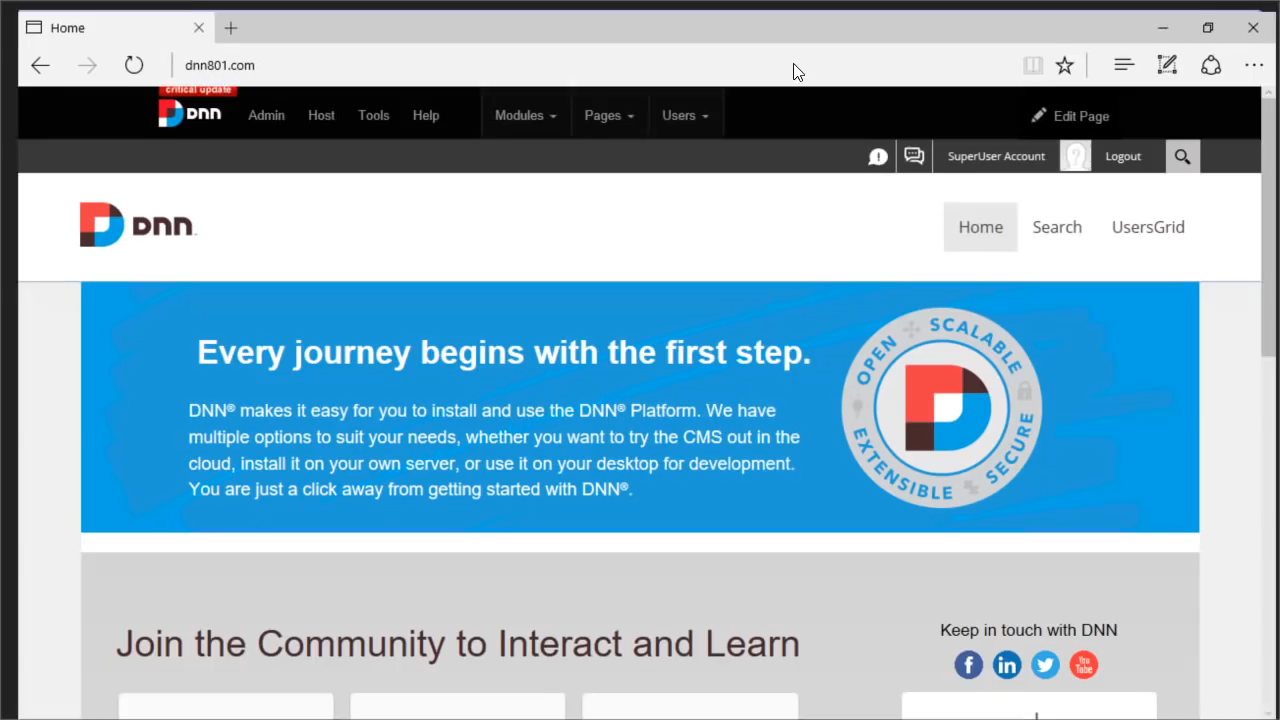 Home
dnn801.com
critical update
DNN
Admin
Host
Tools
Help
Modules
Pages
Users
Edit Page
SuperUser Account
Logout
DNN
Home
Search
UsersGrid
Every journey begins with the first step.
DNN® makes it easy for you to install and use the DNN® Platform. We have
multiple options to suit your needs, whether you want to try the CMS out in the
cloud, install it on your own server, or use it on your desktop for development.
You are just a click away from getting started with DNN®.
OPEN
SCALABLE
EXTENSIBLE
SECURE
Join the Community to Interact and Learn
Keep in touch with DNN
f
in
You
Tube